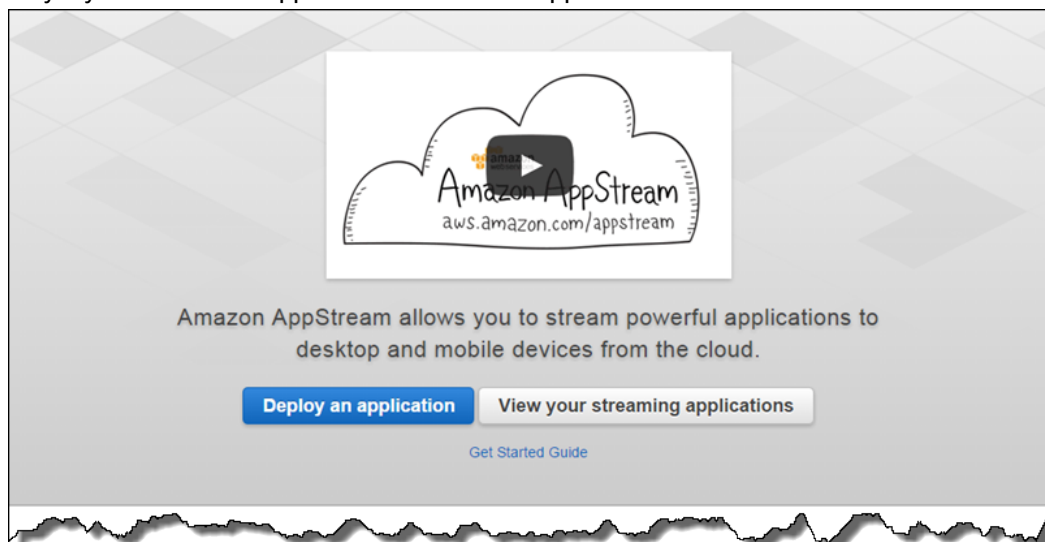 amazon
Amazon AppStream
aws.amazon.com/appstream
Amazon AppStream allows you to stream powerful applications to
desktop and mobile devices from the cloud.
Deploy an application
View your streaming applications
Get Started Guide